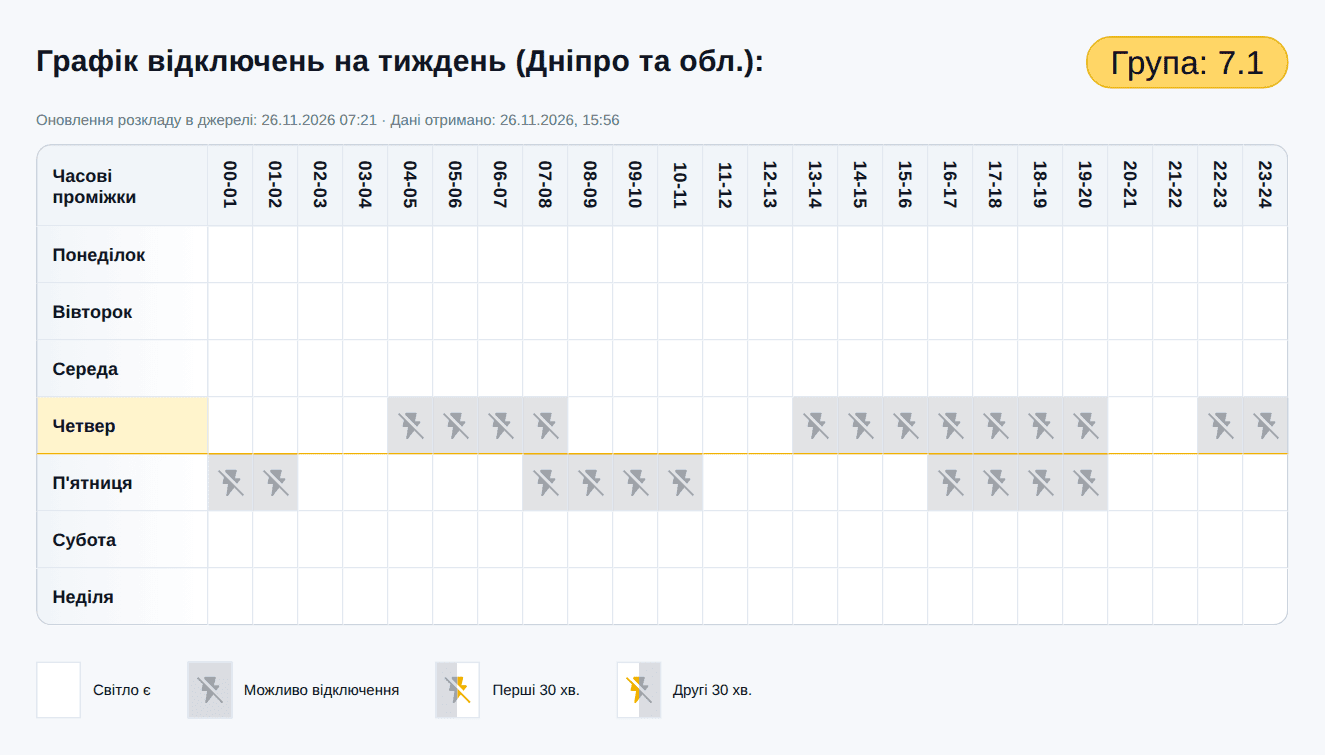 Графік відключень на тиждень (Дніпро та обл.):
Група: 7.1
Оновлення розкладу в джерелі: 26.11.2026 07:21 · Дані отримано: 26.11.2026, 15:56
Часові
проміжки
00-01
01-02
02-03
03-04
04-05
05-06
06-07
07-08
08-09
09-10
10-11
11-12
12-13
13-14
14-15
15-16
16-17
17-18
18-19
19-20
20-21
21-22
22-23
23-24
Понеділок
Вівторок
Середа
Четвер
П'ятниця
Субота
Неділя
Світло є
Можливо відключення
Перші 30 хв.
Другі 30 хв.